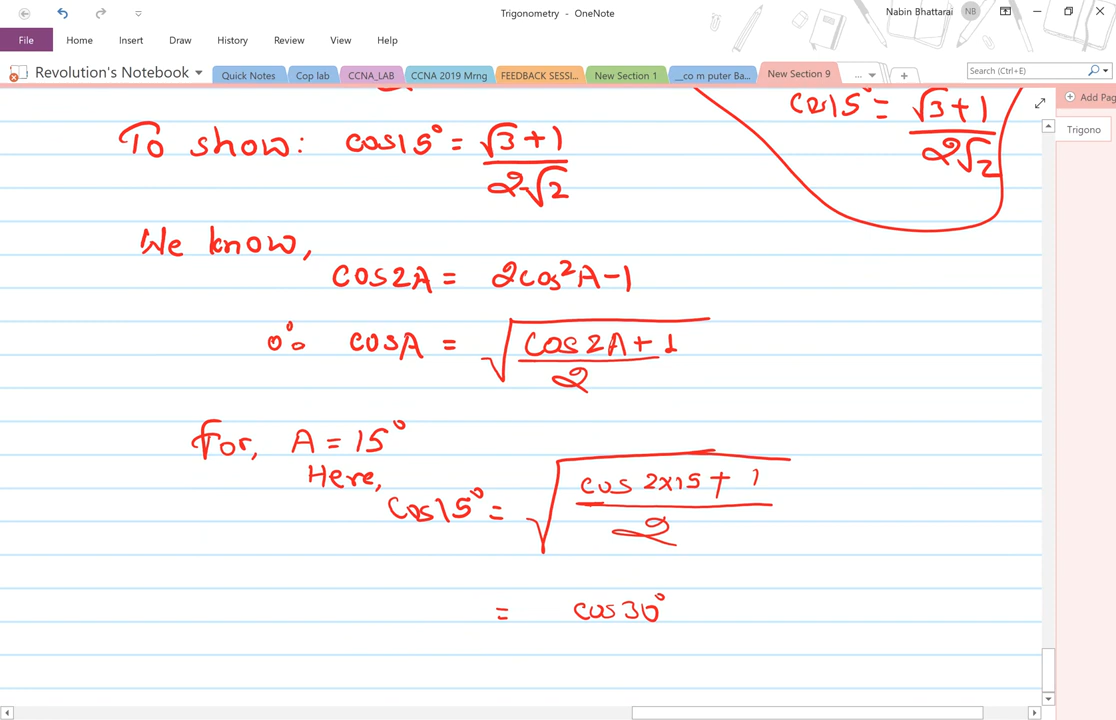 Trigonometry - OneNote
Nabin Bhattarai NB
File Home Insert Draw History Review View Help
Revolution's Notebook
Quick Notes Cop lab CCNA_LAB CCNA 2019 Mrng FEEDBACK SESSI... New Section 1 __co m puter Ba... New Section 9 ...
Search (Ctrl+E)
Add Pag
Trigono
cos15° = √3+1
2√2
To show: cos15° = √3+1
2√2
We know,
cos2A = 2cos²A-1
∴ cosA = √cos2A+1
2
For, A = 15°
Here,
cos15° = √cos 2x15 + 1
2
= cos30°